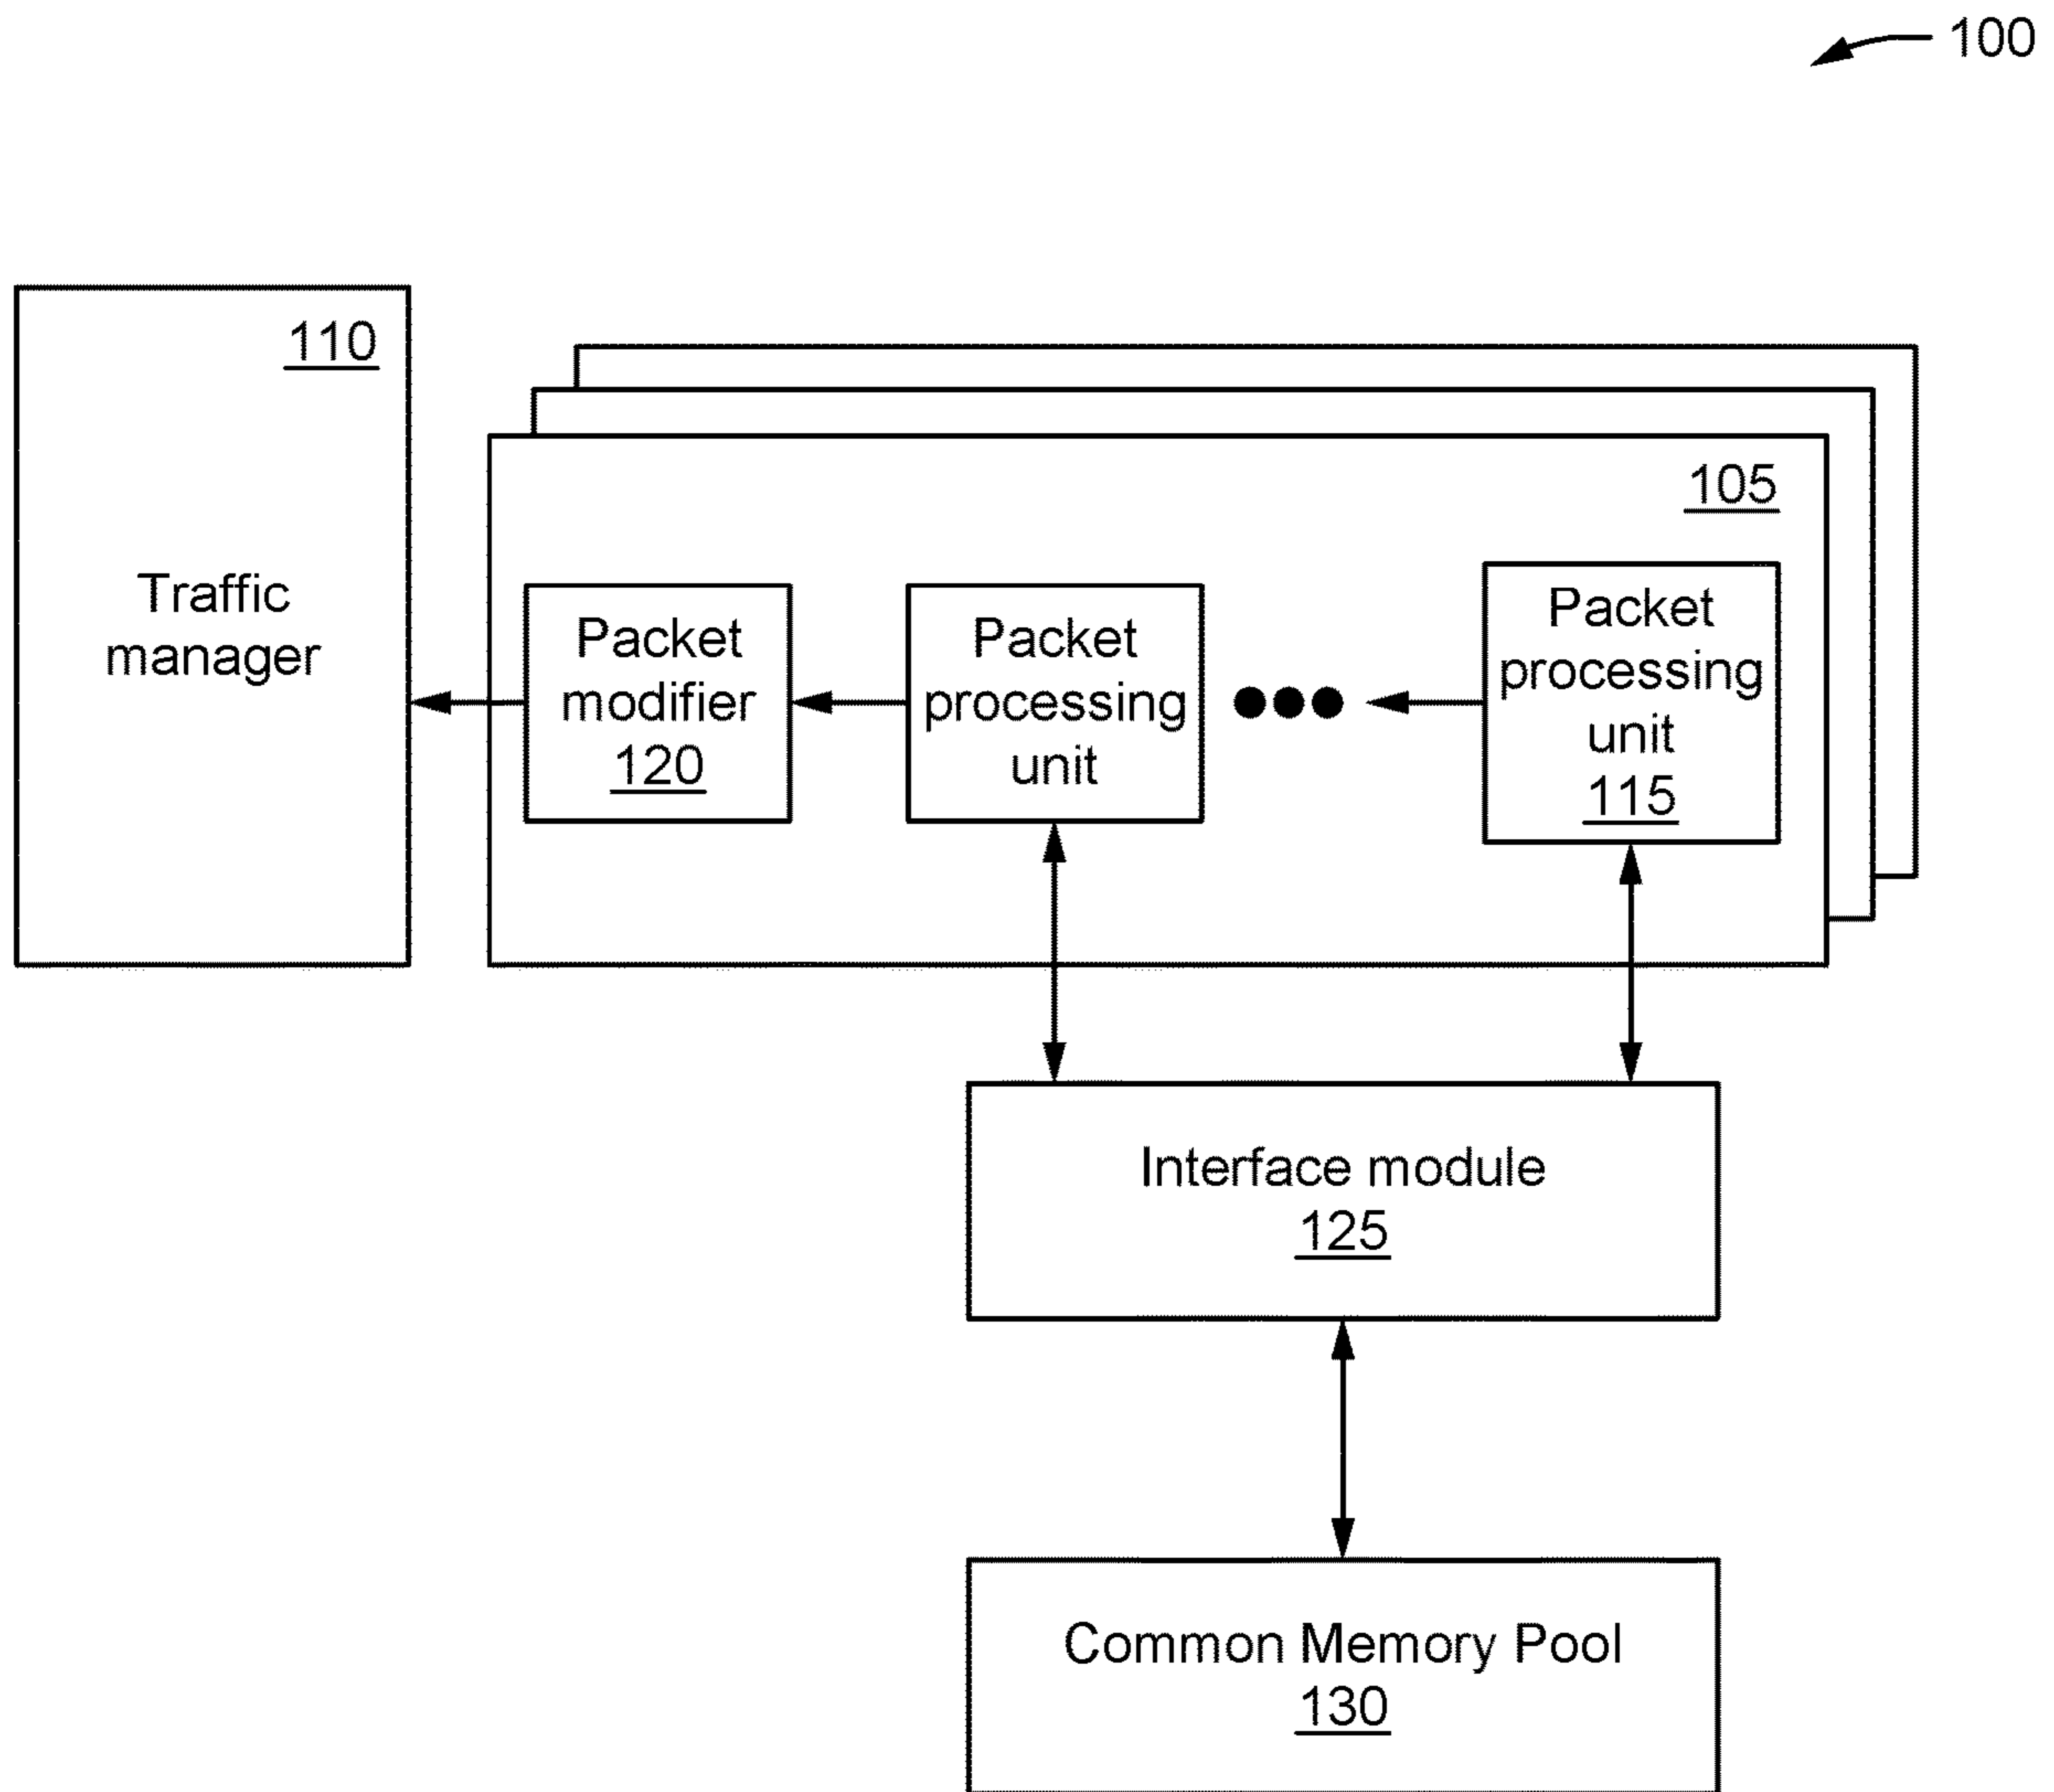 100
110
Traffic
manager
105
Packet
modifier
120
Packet
processing
unit
Packet
processing
unit
115
Interface module
125
Common Memory Pool
130